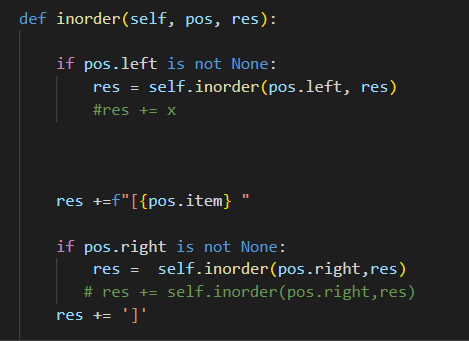 def inorder(self, pos, res):
if pos.left is not None:
res = self.inorder(pos.left, res)
#res += x
res +=f"[{pos.item} "
if pos.right is not None:
res =  self.inorder(pos.right,res)
# res += self.inorder(pos.right,res)
res += ']'